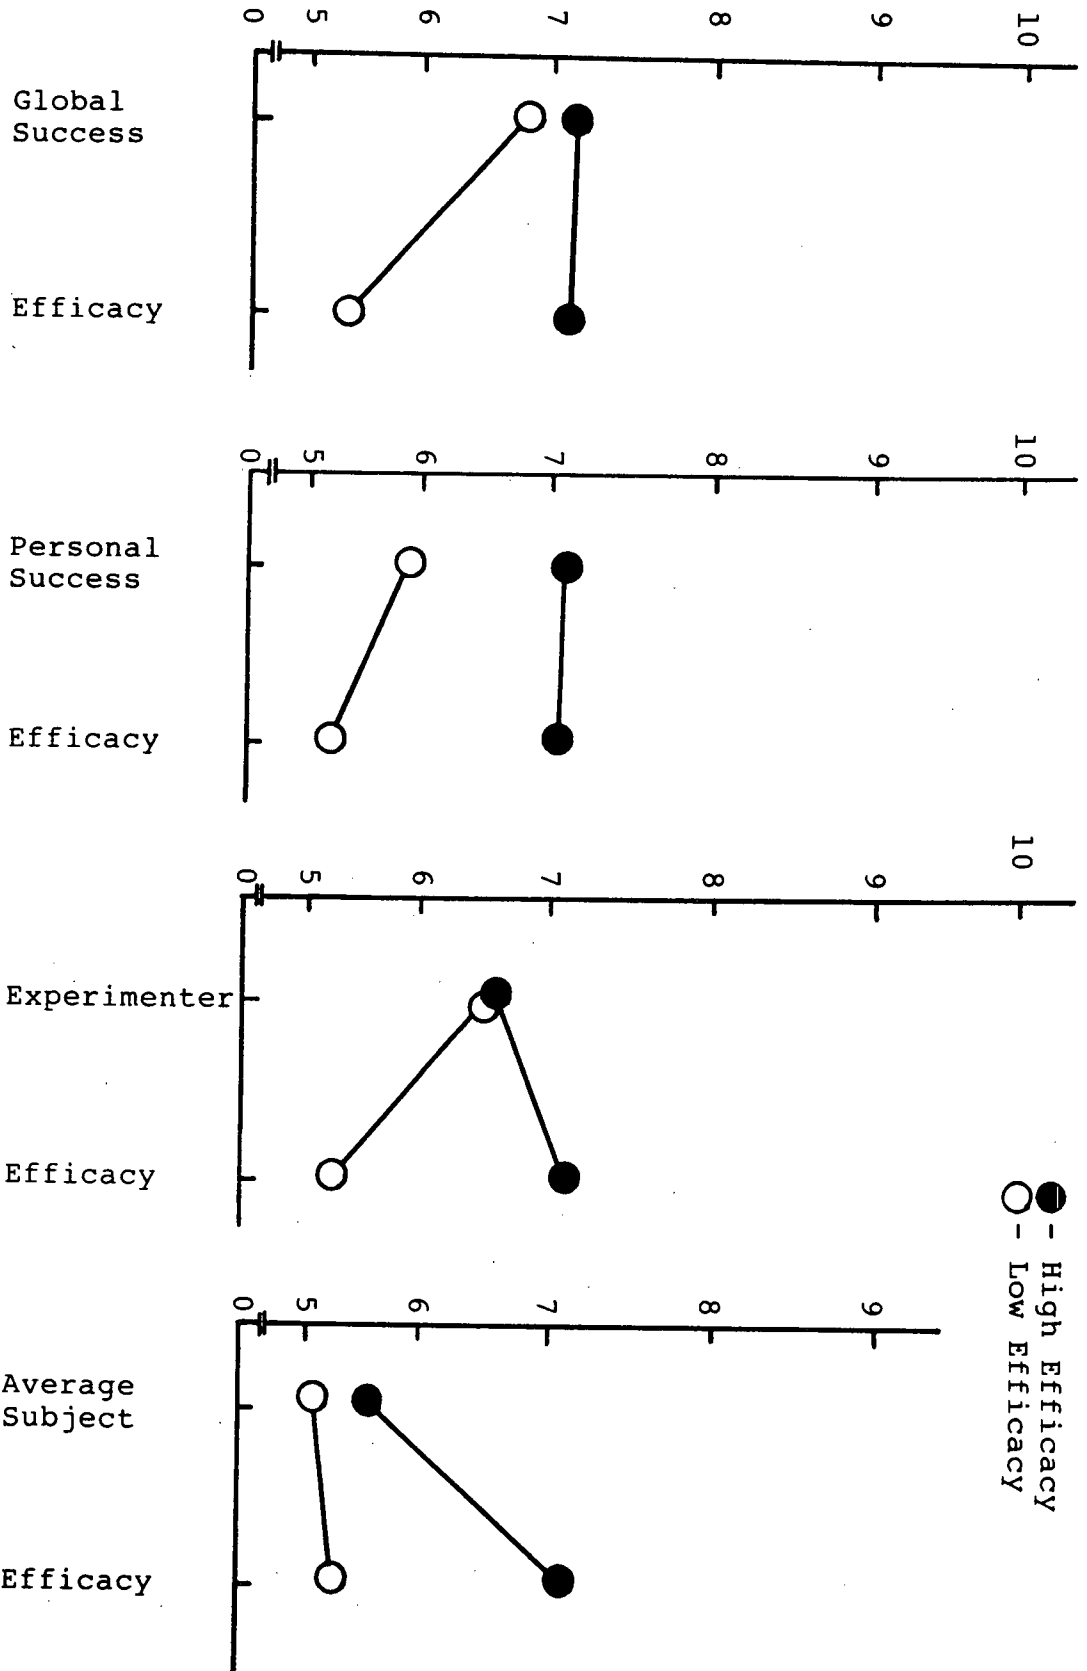 0 5 6 7 8 9 10
Global
Success
Efficacy
0 5 6 7 8 9 10
Personal
Success
Efficacy
0 5 6 7 8 9 10
Experimenter
Efficacy
0 5 6 7 8 9
Average
Subject
Efficacy
- High Efficacy
- Low Efficacy